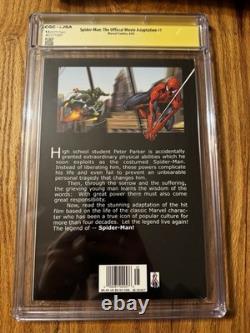 Spider-Man: The Official Movie Adaptation #1
Marvel Comics, 6/02
High school student Peter Parker is accidentally
granted extraordinary physical abilities which he soon
exploits as the costumed Spider-Man.
Instead of liberating him, those powers complicate
his life and even fail to prevent an unbearable
personal tragedy that changes him.
Then, through the sorrow and the suffering,
the grieving young man learns the wisdom of the
words: With great power there must also come
great responsibility.
Now, read the stunning adaptation of the hit
film based on the life of the classic Marvel charac-
ter who has been a true icon of popular culture for
more than four decades. Let the legend live again!
The legend of -- Spider-Man!